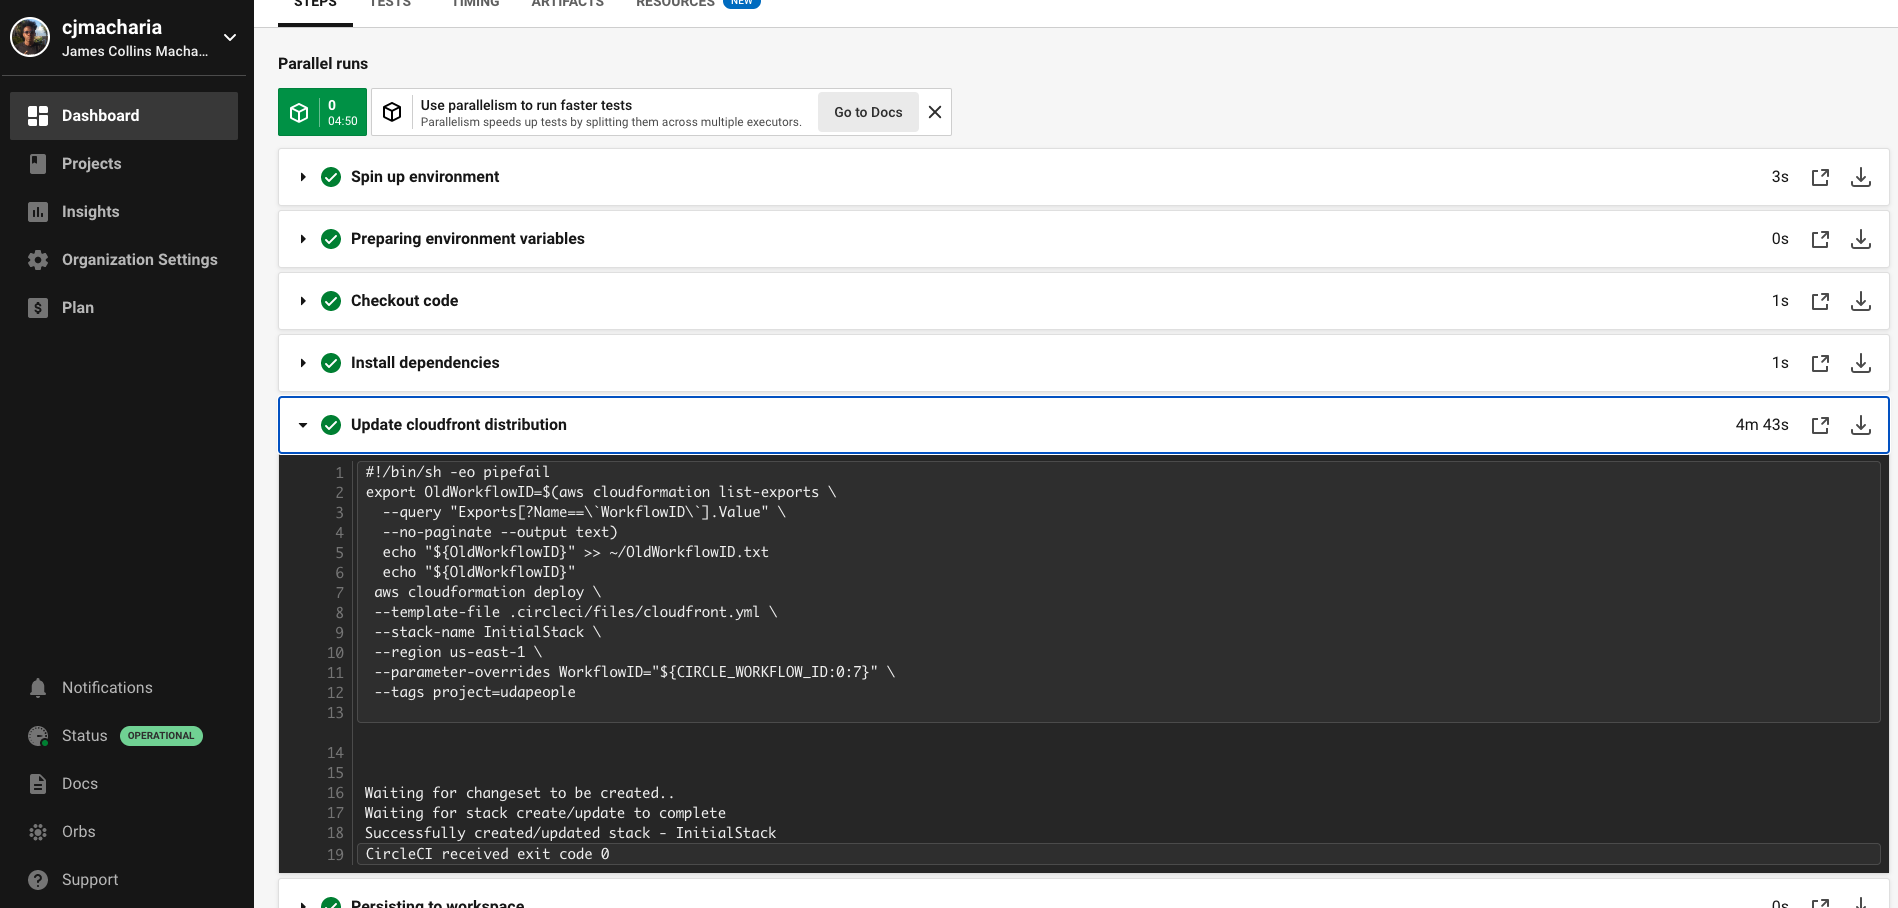 cjmacharia
James Collins Macha...
Dashboard
Projects
Insights
Organization Settings
Plan
Notifications
Status OPERATIONAL
Docs
Orbs
Support
STEPS TESTS TIMING ARTIFACTS RESOURCES NEW
Parallel runs
0
04:50
Use parallelism to run faster tests
Parallelism speeds up tests by splitting them across multiple executors.
Go to Docs
Spin up environment 3s
Preparing environment variables 0s
Checkout code 1s
Install dependencies 1s
Update cloudfront distribution 4m 43s
1 #!/bin/sh -eo pipefail
2 export OldWorkflowID=$(aws cloudformation list-exports \
3 --query "Exports[?Name==\`WorkflowID\`].Value" \
4 --no-paginate --output text)
5 echo "${OldWorkflowID}" >> ~/OldWorkflowID.txt
6 echo "${OldWorkflowID}"
7 aws cloudformation deploy \
8 --template-file .circleci/files/cloudfront.yml \
9 --stack-name InitialStack \
10 --region us-east-1 \
11 --parameter-overrides WorkflowID="${CIRCLE_WORKFLOW_ID:0:7}" \
12 --tags project=udapeople
13
14
15
16 Waiting for changeset to be created..
17 Waiting for stack create/update to complete
18 Successfully created/updated stack - InitialStack
19 CircleCI received exit code 0
Persisting to workspace 0s